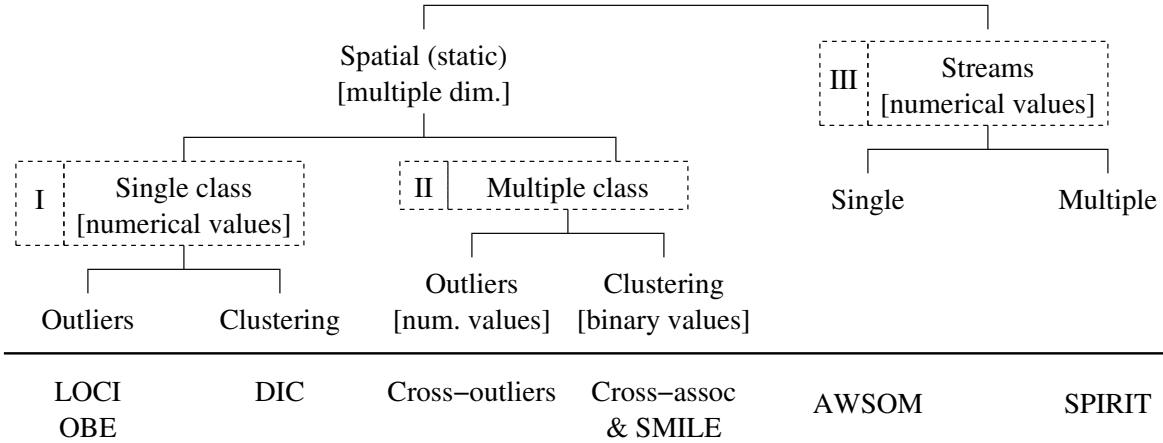 Spatial (static)
[multiple dim.]
III
Streams
[numerical values]
I
Single class
[numerical values]
II
Multiple class
Single
Multiple
Outliers
Clustering
Outliers
[num. values]
Clustering
[binary values]
LOCI
OBE
DIC
Cross−outliers
Cross−assoc
& SMILE
AWSOM
SPIRIT